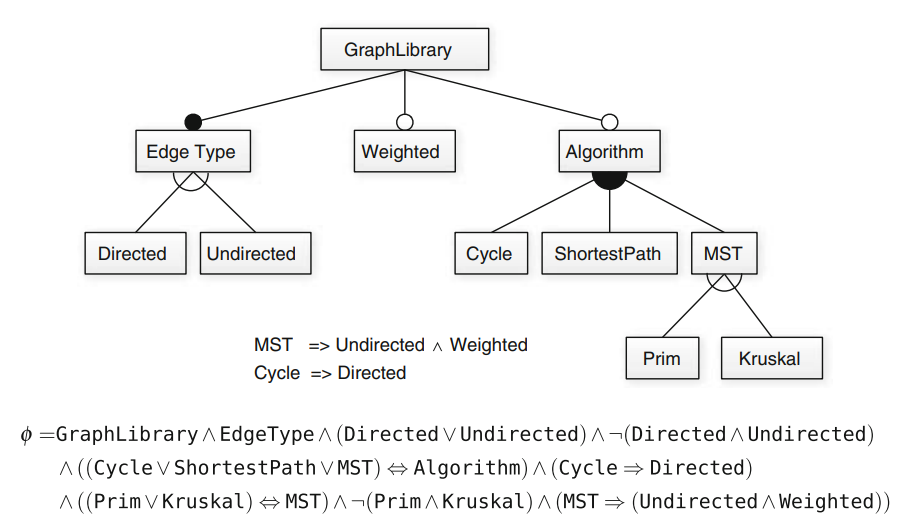 GraphLibrary
Edge Type
Weighted
Algorithm
Directed
Undirected
Cycle
ShortestPath
MST
Prim
Kruskal
MST => Undirected ∧ Weighted
Cycle => Directed
ϕ =GraphLibrary∧EdgeType∧(Directed∨Undirected)∧¬(Directed∧Undirected)
∧((Cycle∨ShortestPath∨MST)⇔Algorithm)∧(Cycle⇒Directed)
∧((Prim∨Kruskal)⇔MST)∧¬(Prim∧Kruskal)∧(MST⇒(Undirected∧Weighted))